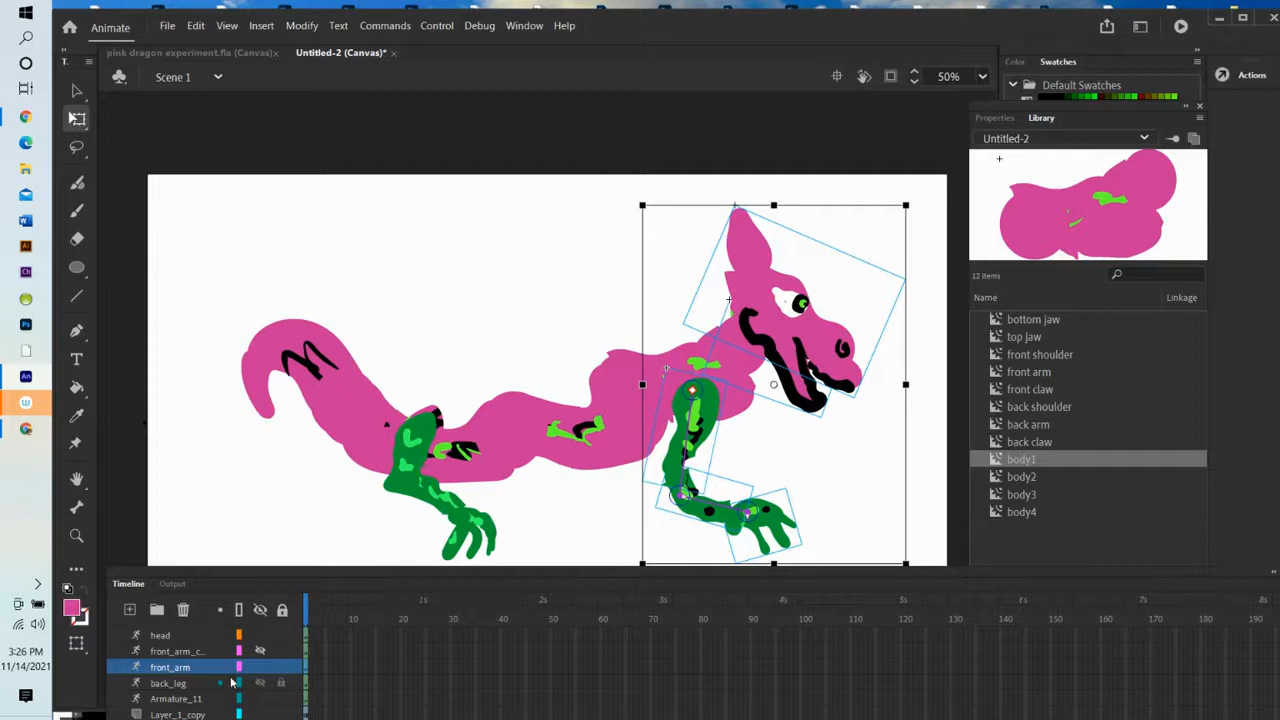 Animate File Edit View Insert Modify Text Commands Control Debug Window Help
pink dragon experiment.fla (Canvas) Untitled-2 (Canvas)* Color Swatches
Scene 1 50% Default Swatches Actions
Properties Library
Untitled-2
12 items
Name Linkage
bottom jaw
top jaw
front shoulder
front arm
front claw
back shoulder
back arm
back claw
body1
body2
body3
body4
Timeline Output
1s 2s 3s 4s 5s 6s 7s 8s
10 20 30 40 50 60 70 80 90 100 110 120 130 140 150 160 170 180 190
head
front_arm_c...
front_arm
back_leg
Armature_11
Layer_1_copy
3:26 PM
11/14/2021